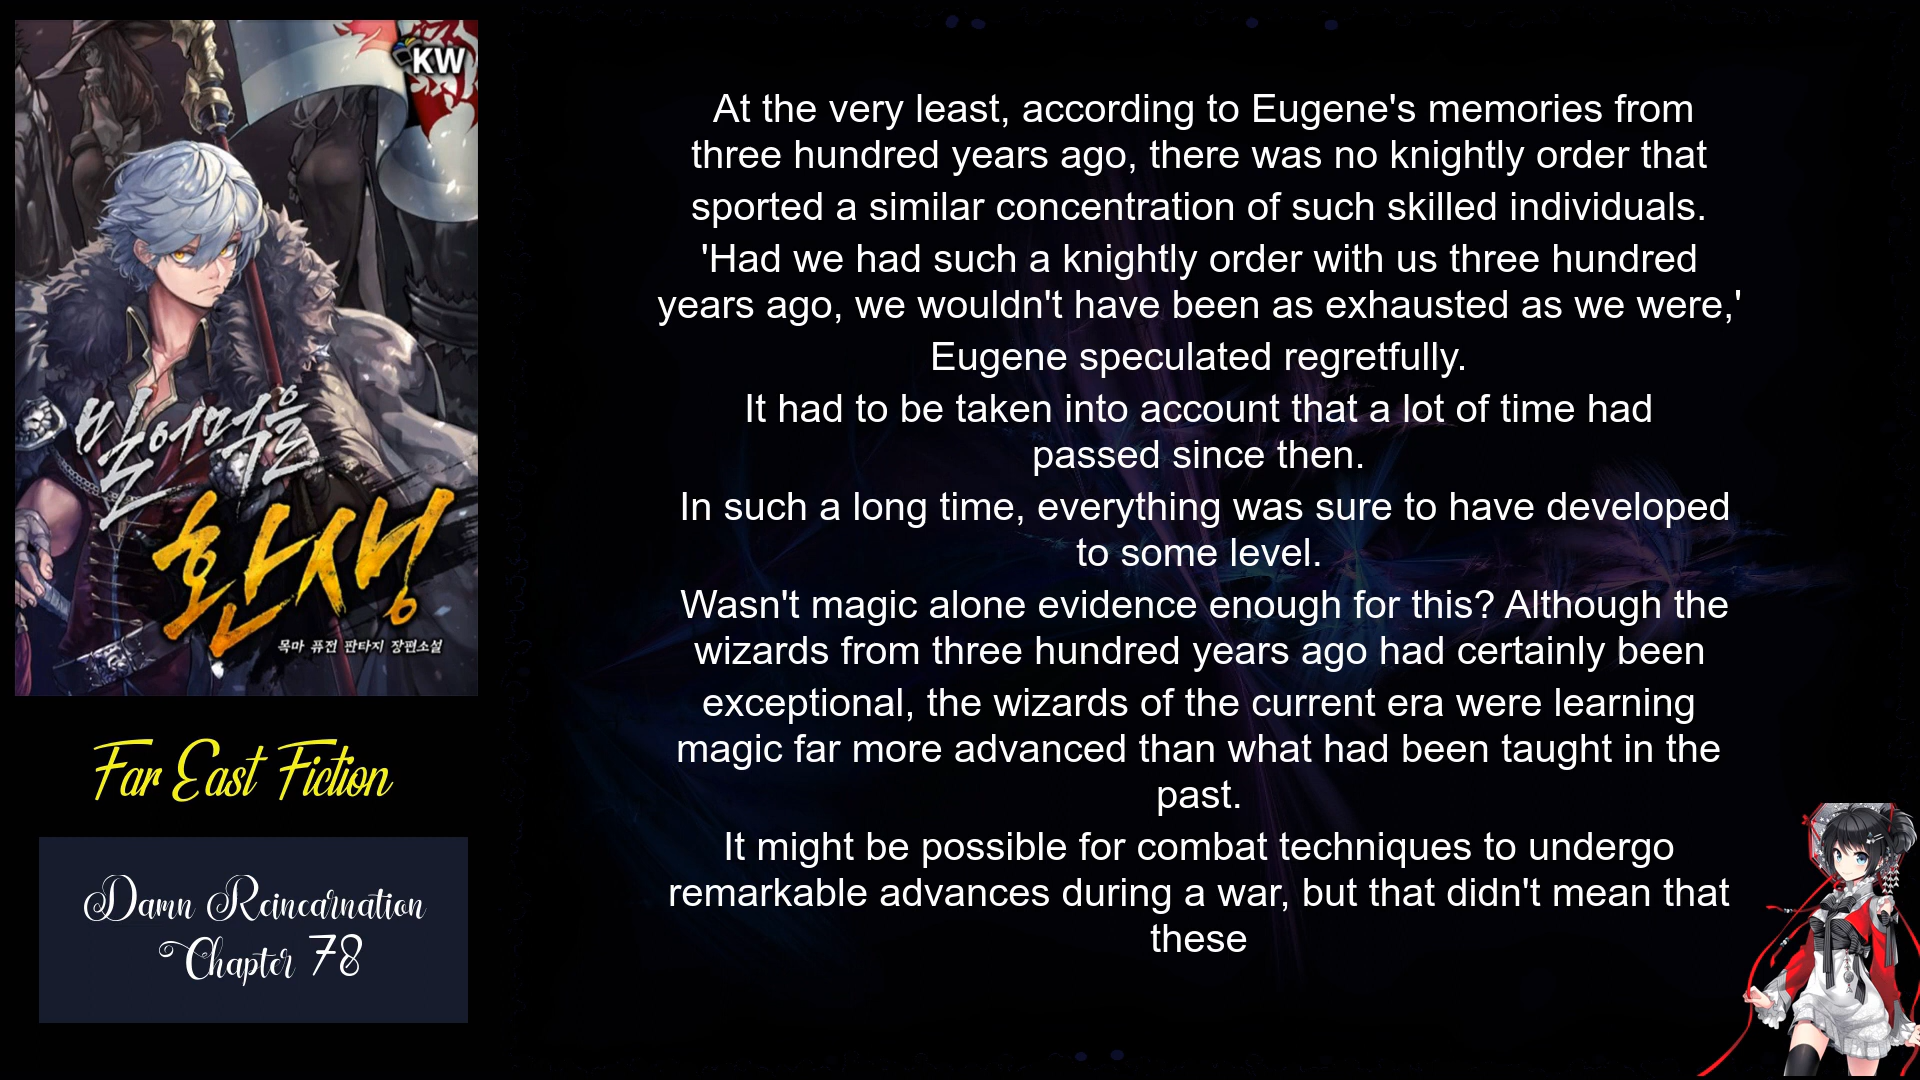 KW
빌어먹을
환생
목마 퓨전 판타지 장편소설
Far East Fiction
Damn Reincarnation
Chapter 78
At the very least, according to Eugene's memories from
three hundred years ago, there was no knightly order that
sported a similar concentration of such skilled individuals.
'Had we had such a knightly order with us three hundred
years ago, we wouldn't have been as exhausted as we were,'
Eugene speculated regretfully.
It had to be taken into account that a lot of time had
passed since then.
In such a long time, everything was sure to have developed
to some level.
Wasn't magic alone evidence enough for this? Although the
wizards from three hundred years ago had certainly been
exceptional, the wizards of the current era were learning
magic far more advanced than what had been taught in the
past.
It might be possible for combat techniques to undergo
remarkable advances during a war, but that didn't mean that
these